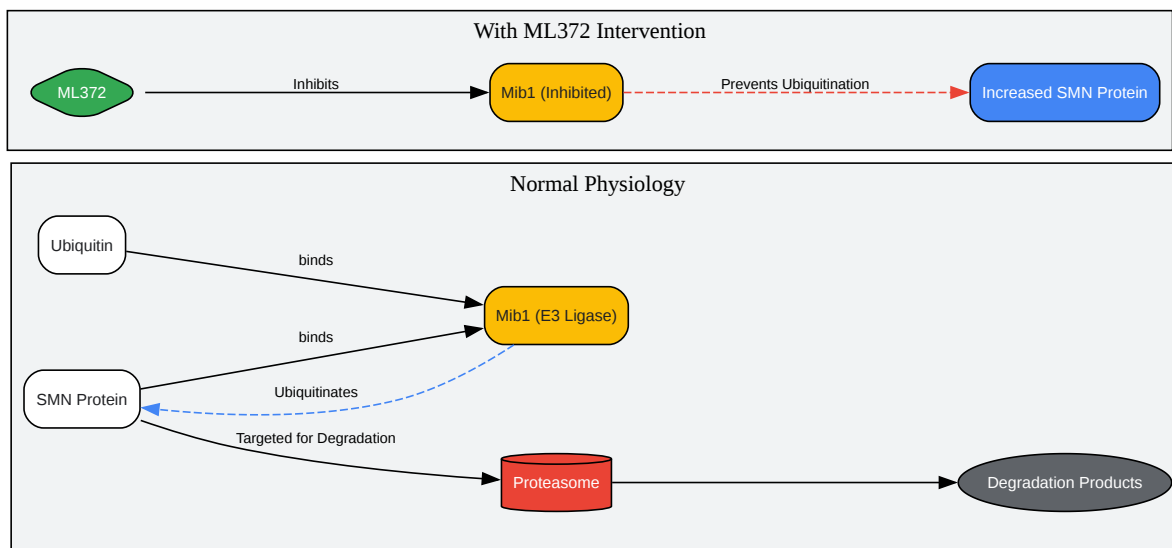 With ML372 Intervention
ML372
Inhibits
Mib1 (Inhibited)
Prevents Ubiquitination
Increased SMN Protein
Normal Physiology
Ubiquitin
binds
Mib1 (E3 Ligase)
binds
SMN Protein
Ubiquitinates
Targeted for Degradation
Proteasome
Degradation Products